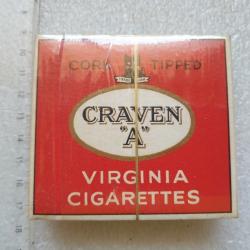 CORK TIPPED
CRAVEN
"A"
VIRGINIA
CIGARETTES